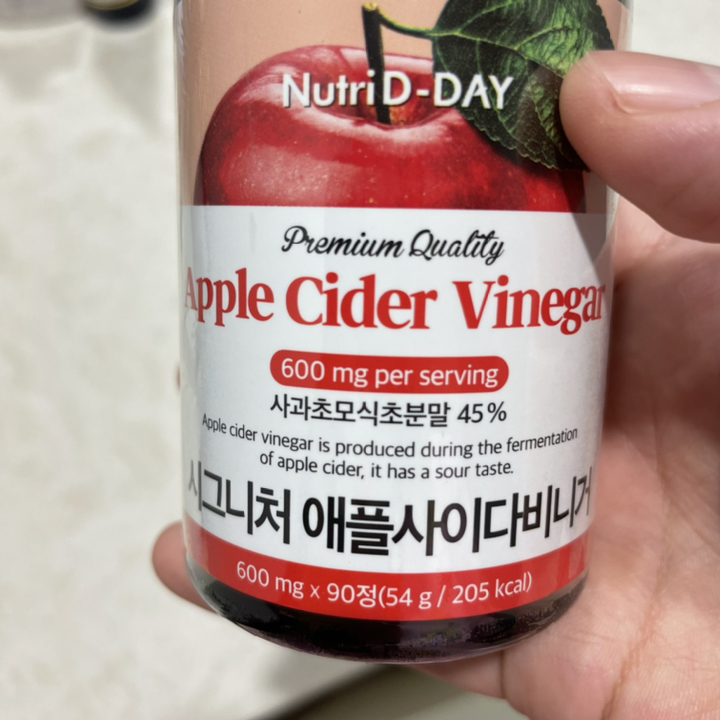 Nutri D-DAY
Premium Quality
Apple Cider Vinegar
600 mg per serving
사과초모식초분말 45%
Apple cider vinegar is produced during the fermentation
of apple cider, it has a sour taste.
시그니처 애플사이다비니거
600 mg x 90정(54 g / 205 kcal)